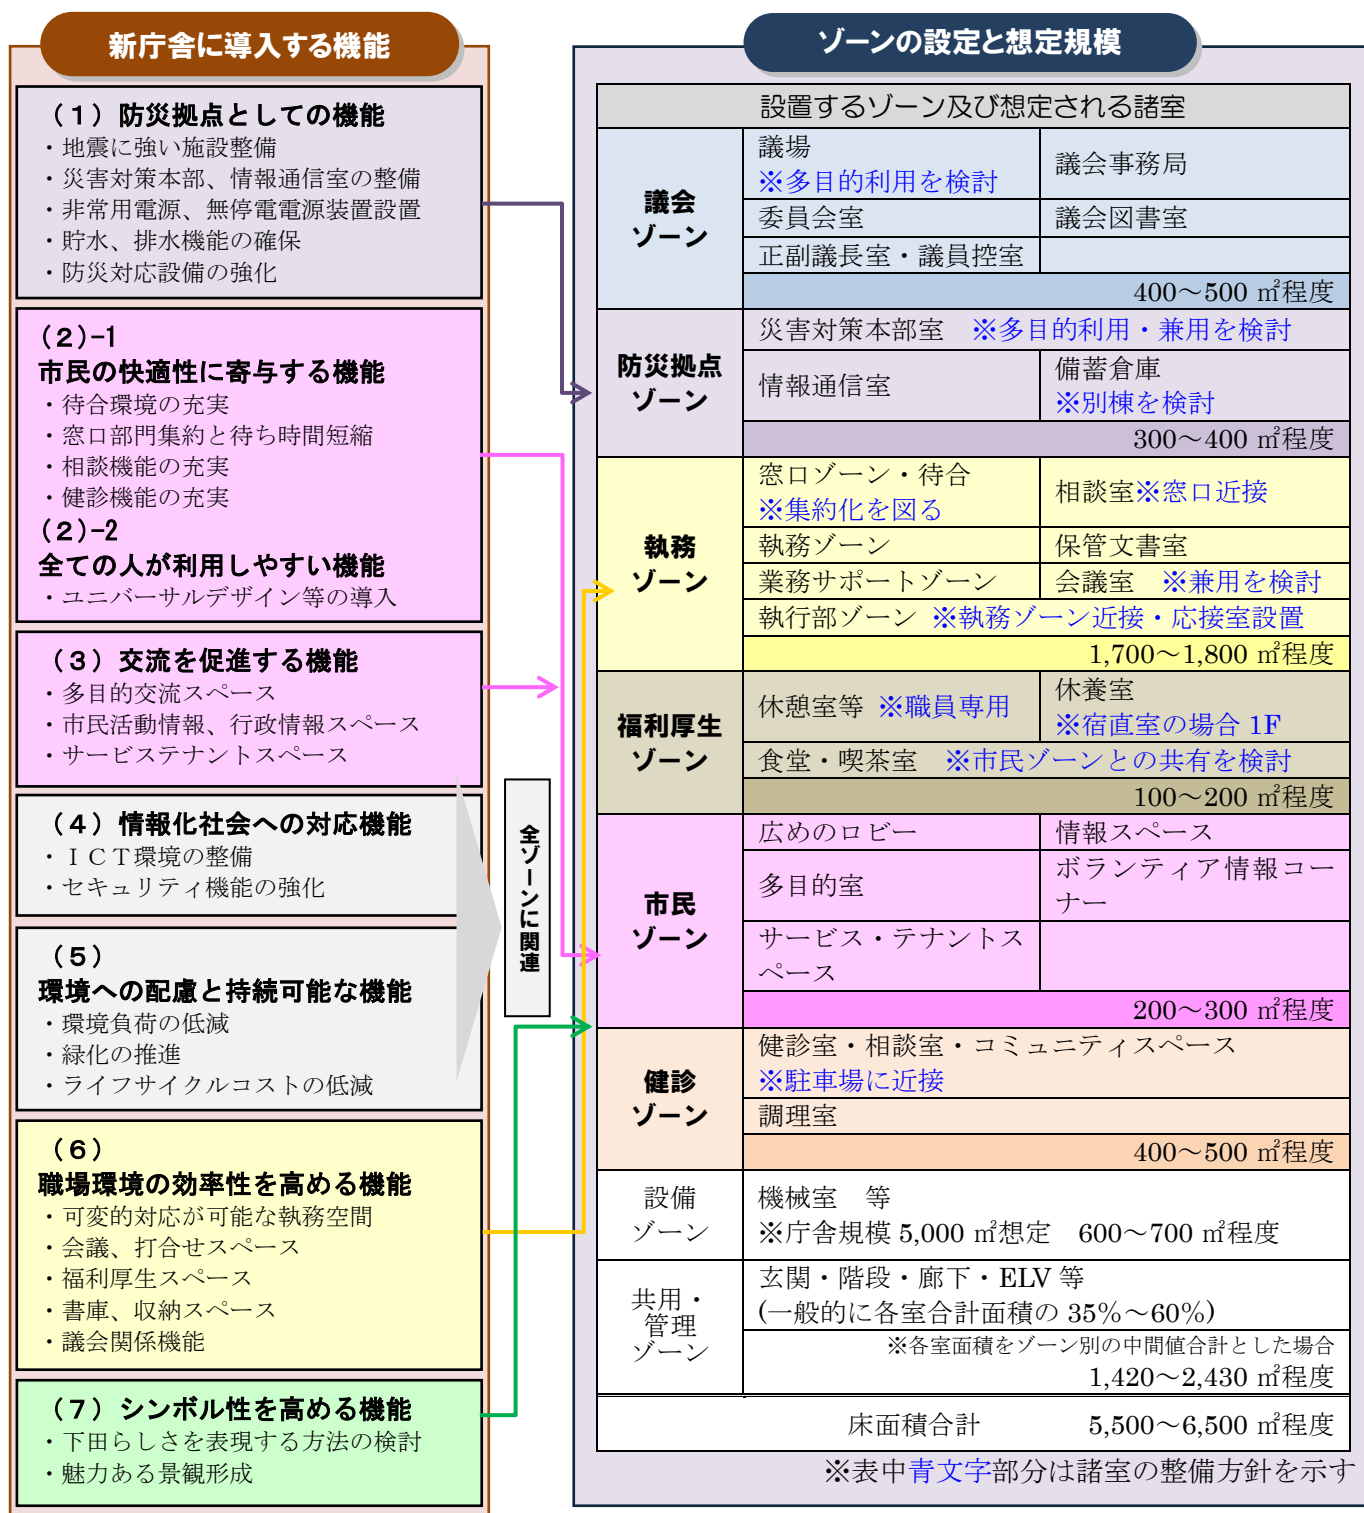 新庁舎に導入する機能
(1)防災拠点としての機能
・地震に強い施設整備
・災害対策本部、情報通信室の整備
・非常用電源、無停電電源装置設置
・貯水、排水機能の確保
・防災対応設備の強化
(2)-1
市民の快適性に寄与する機能
・待合環境の充実
・窓口部門集約と待ち時間短縮
・相談機能の充実
・健診機能の充実
(2)-2
全ての人が利用しやすい機能
・ユニバーサルデザイン等の導入
(3)交流を促進する機能
・多目的交流スペース
・市民活動情報、行政情報スペース
・サービステナントスペース
(4)情報化社会への対応機能
・ICT環境の整備
・セキュリティ機能の強化
(5)
環境への配慮と持続可能な機能
・環境負荷の低減
・緑化の推進
・ライフサイクルコストの低減
(6)
職場環境の効率性を高める機能
・可変的対応が可能な執務空間
・会議、打合せスペース
・福利厚生スペース
・書庫、収納スペース
・議会関係機能
(7)シンボル性を高める機能
・下田らしさを表現する方法の検討
・魅力ある景観形成
全ゾーンに関連
ゾーンの設定と想定規模
設置するゾーン及び想定される諸室
議会
ゾーン
議場
※多目的利用を検討
議会事務局
委員会室
議会図書室
正副議長室・議員控室
400～500 ㎡程度
防災拠点
ゾーン
災害対策本部室 ※多目的利用・兼用を検討
情報通信室
備蓄倉庫
※別棟を検討
300～400 ㎡程度
執務
ゾーン
窓口ゾーン・待合
※集約化を図る
相談室※窓口近接
執務ゾーン
保管文書室
業務サポートゾーン
会議室 ※兼用を検討
執行部ゾーン ※執務ゾーン近接・応接室設置
1,700～1,800 ㎡程度
福利厚生
ゾーン
休憩室等 ※職員専用
休養室
※宿直室の場合 1F
食堂・喫茶室 ※市民ゾーンとの共有を検討
100～200 ㎡程度
市民
ゾーン
広めのロビー
情報スペース
多目的室
ボランティア情報コー
ナー
サービス・テナントス
ペース
200～300 ㎡程度
健診
ゾーン
健診室・相談室・コミュニティスペース
※駐車場に近接
調理室
400～500 ㎡程度
設備
ゾーン
機械室 等
※庁舎規模 5,000 ㎡想定 600～700 ㎡程度
共用・
管理
ゾーン
玄関・階段・廊下・ELV 等
(一般的に各室合計面積の 35%～60%)
※各室面積をゾーン別の中間値合計とした場合
1,420～2,430 ㎡程度
床面積合計 5,500～6,500 ㎡程度
※表中青文字部分は諸室の整備方針を示す